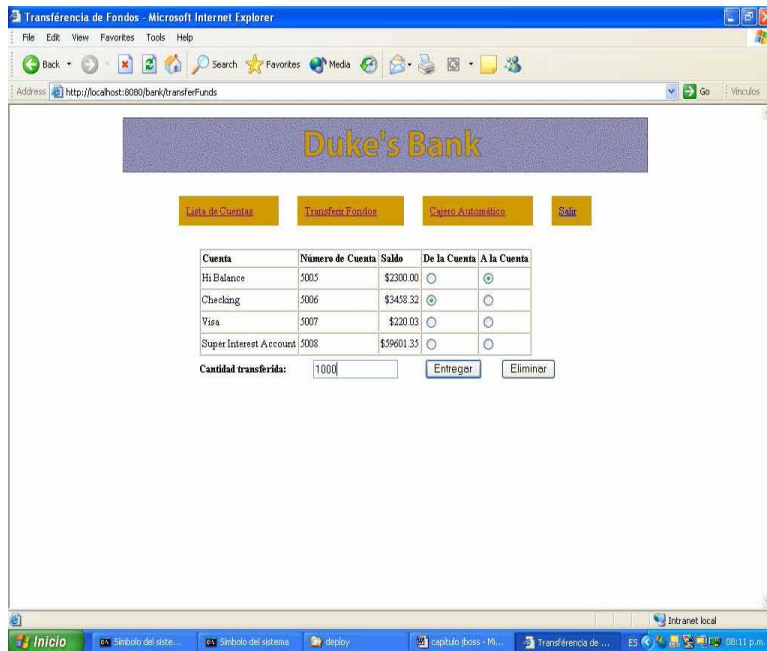 Transférencia de Fondos - Microsoft Internet Explorer
File Edit View Favorites Tools Help
Back Search Favorites Media
Address http://localhost:8080/bank/transferFunds Go Vínculos
Duke's Bank
Lista de Cuentas Transferir Fondos Cajero Automático Salir
Cuenta Número de Cuenta Saldo De la Cuenta A la Cuenta
Hi Balance 5005 $2300.00
Checking 5006 $3458.32
Visa 5007 $220.03
Super Interest Account 5008 $59601.35
Cantidad transferida: 1000 Entregar Eliminar
Intranet local
Inicio Símbolo del siste... Símbolo del sistema deploy capitulo jboss - Mi... Transférencia de ... ES 08:11 p.m.